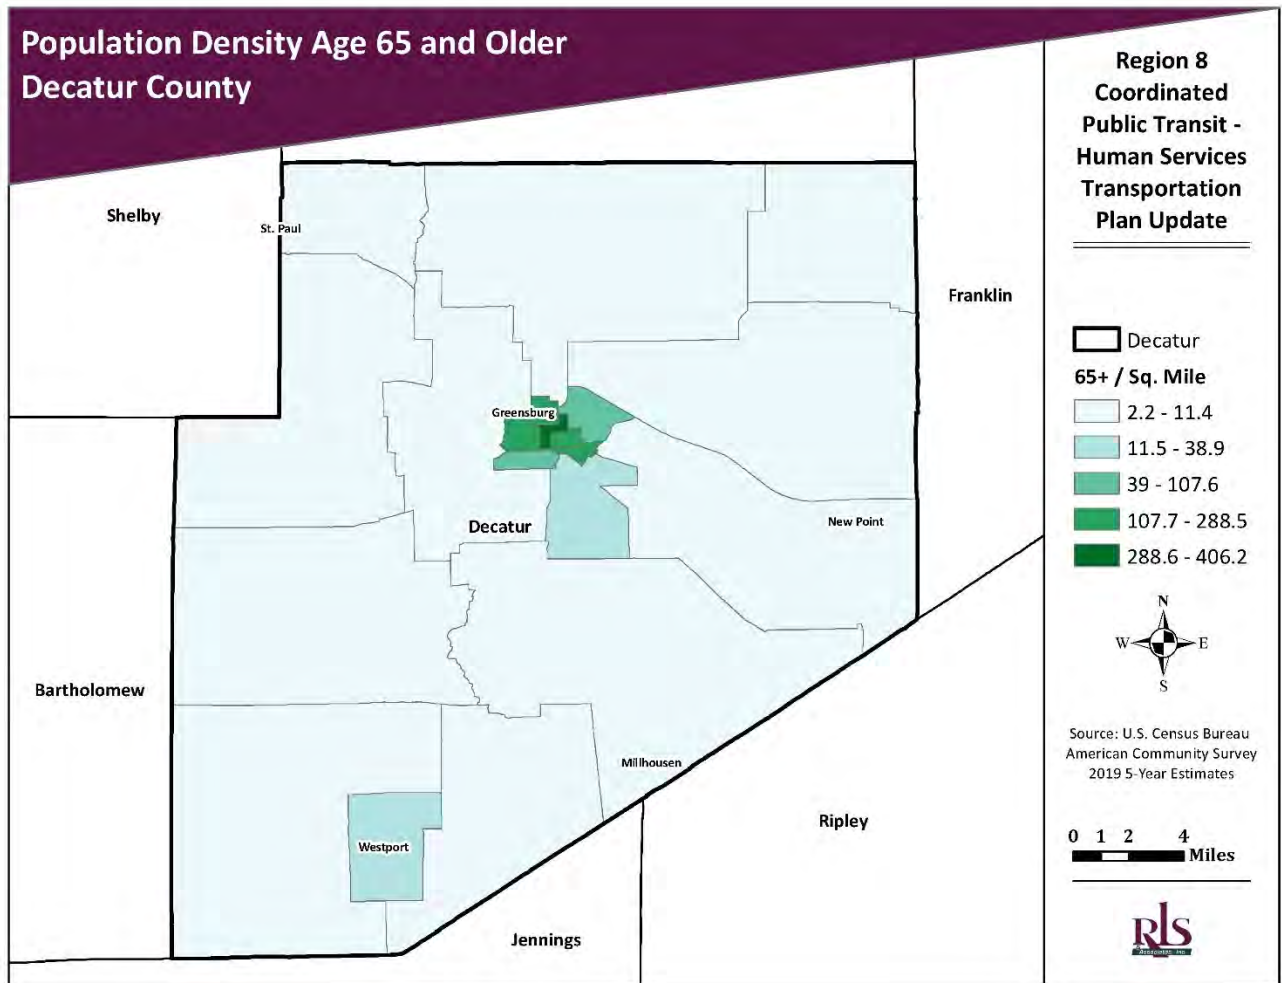 Population Density Age 65 and Older
Decatur County
Region 8
Coordinated
Public Transit -
Human Services
Transportation
Plan Update
Shelby
St. Paul
Franklin
Greensburg
Decatur
New Point
Bartholomew
Millhousen
Westport
Ripley
Jennings
Decatur
65+ / Sq. Mile
2.2 - 11.4
11.5 - 38.9
39 - 107.6
107.7 - 288.5
288.6 - 406.2
N
W
E
S
Source: U.S. Census Bureau
American Community Survey
2019 5-Year Estimates
0 1 2 4
Miles
RLS
& Associates, Inc.